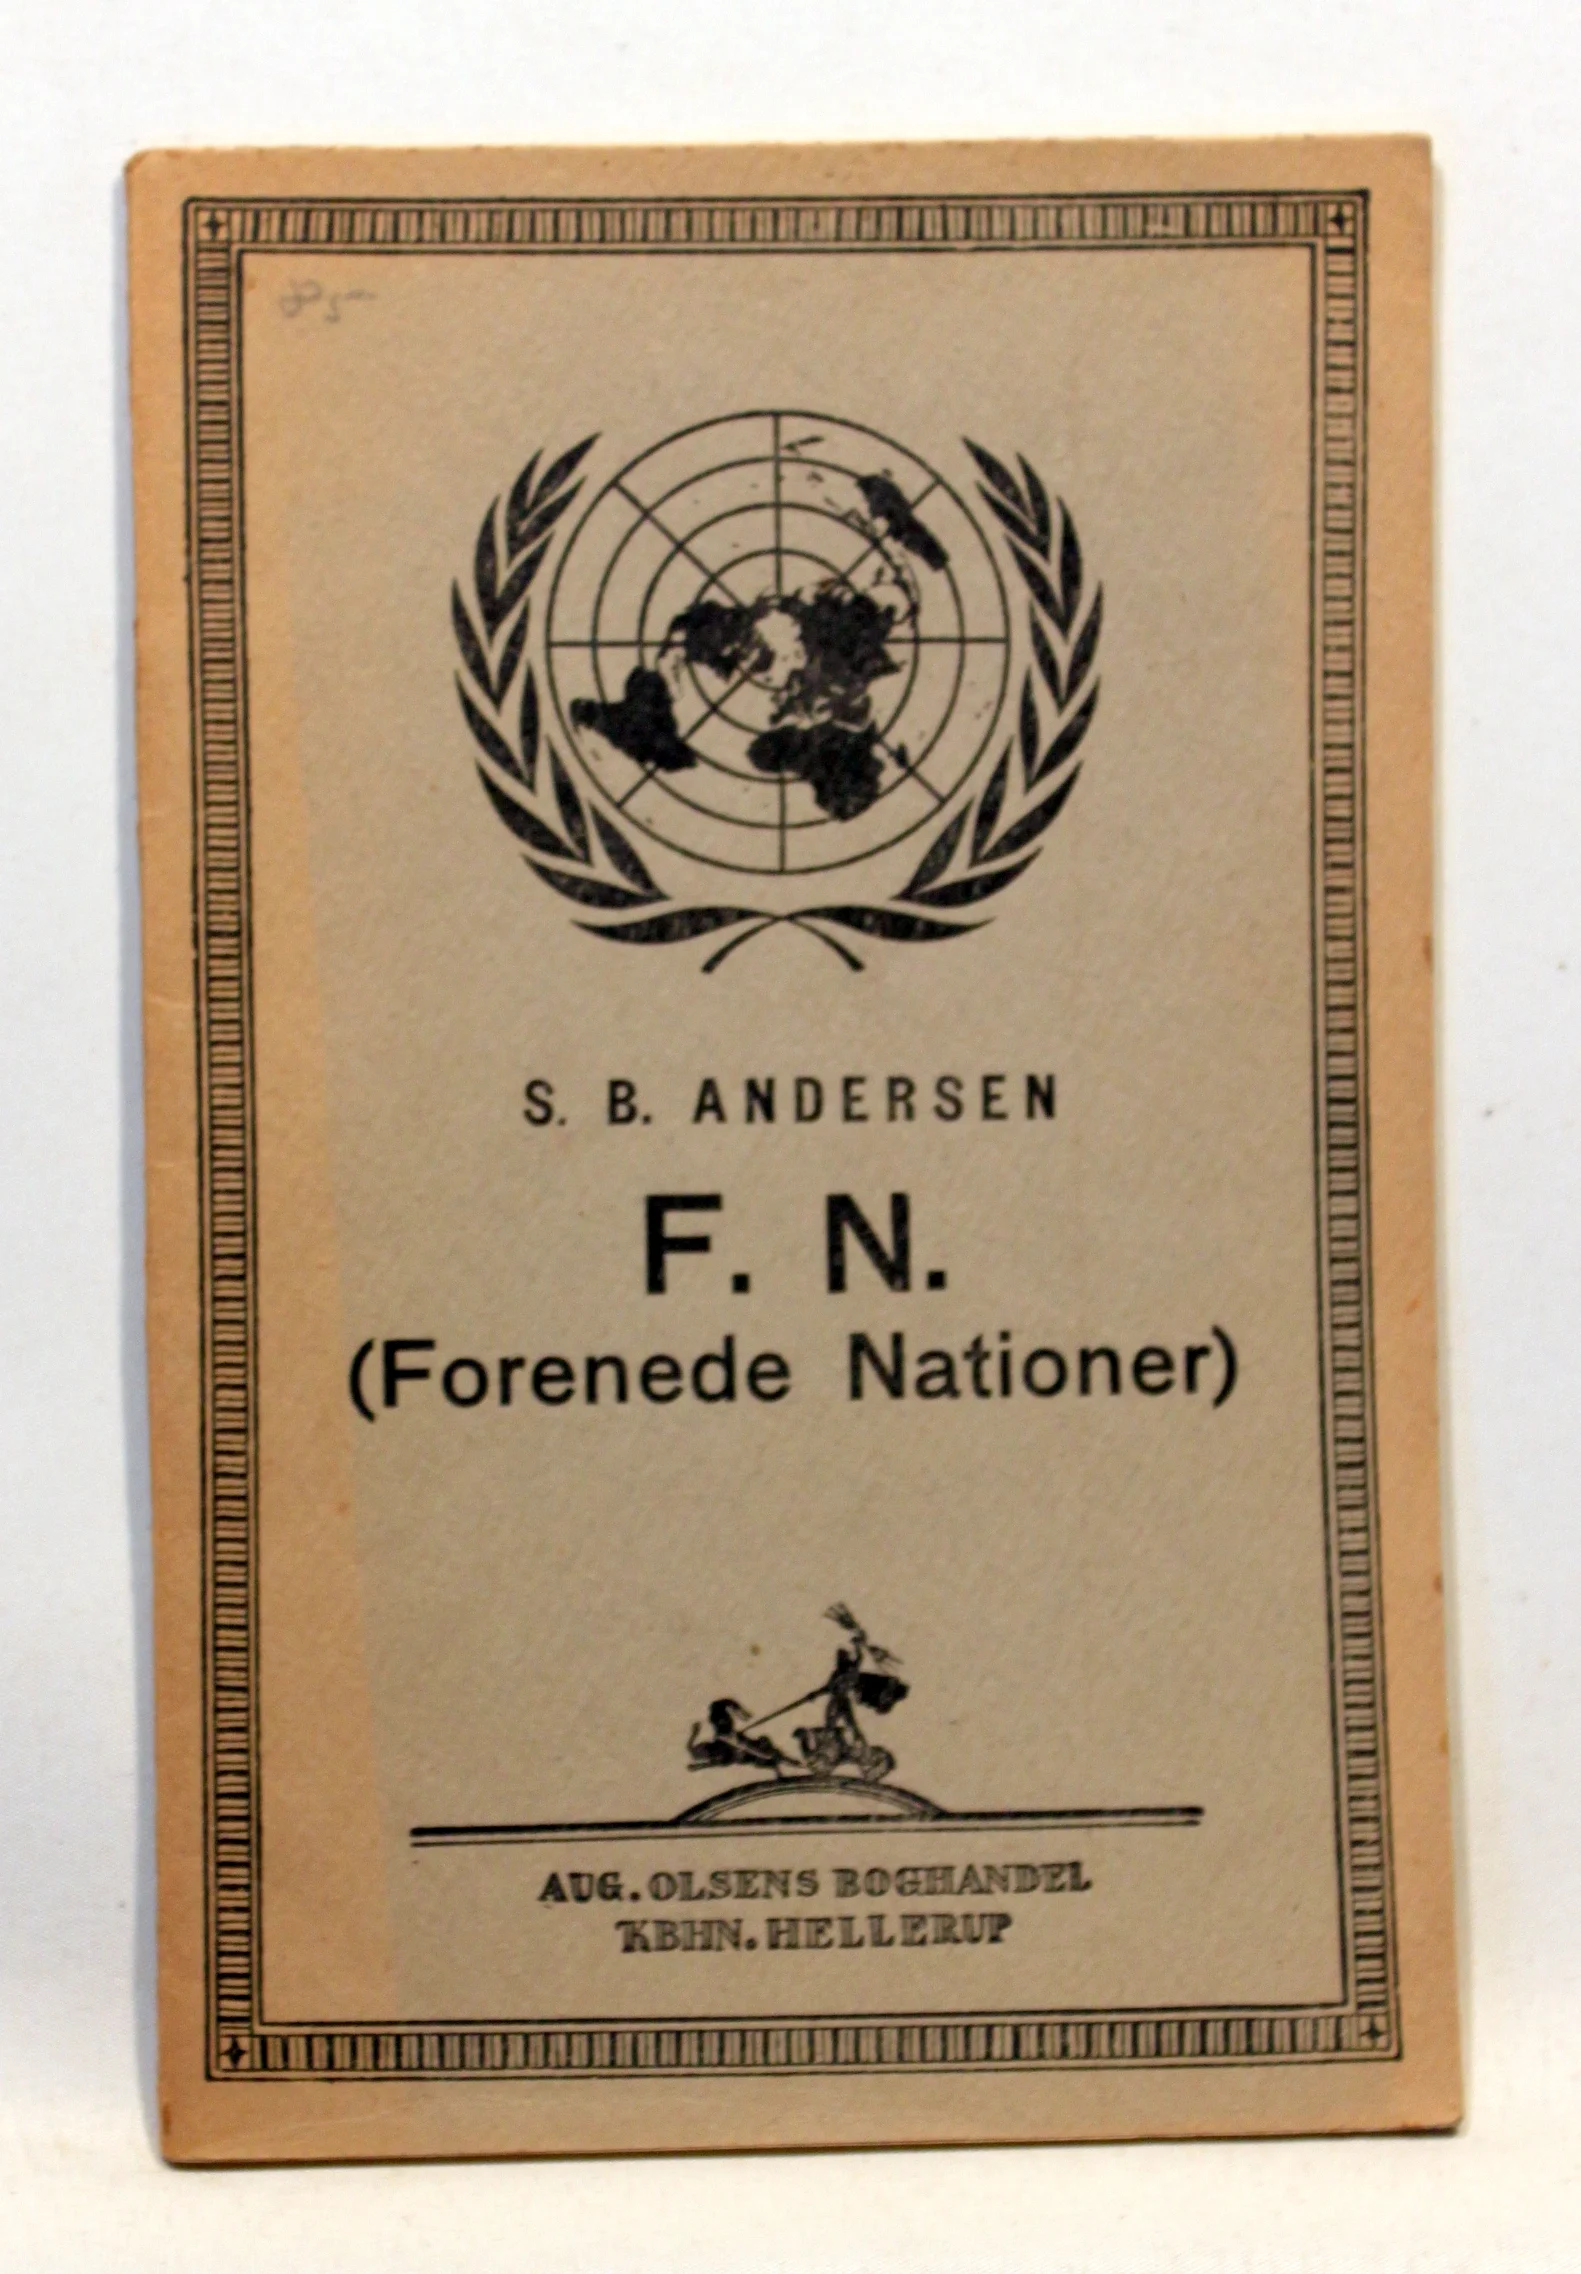 S. B. ANDERSEN
F. N.
(Forenede Nationer)
AUG. OLSENS BOGHANDEL
KBHN. HELLERUP